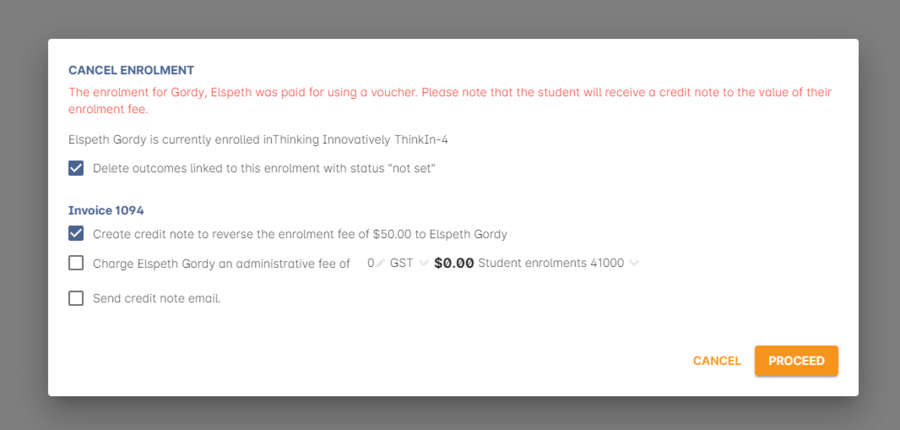 CANCEL ENROLMENT
The enrolment for Gordy, Elspeth was paid for using a voucher. Please note that the student will receive a credit note to the value of their
enrolment fee.
Elspeth Gordy is currently enrolled inThinking Innovatively ThinkIn-4
Delete outcomes linked to this enrolment with status "not set"
Invoice 1094
Create credit note to reverse the enrolment fee of $50.00 to Elspeth Gordy
Charge Elspeth Gordy an administrative fee of 0 GST $0.00 Student enrolments 41000
Send credit note email.
CANCEL PROCEED